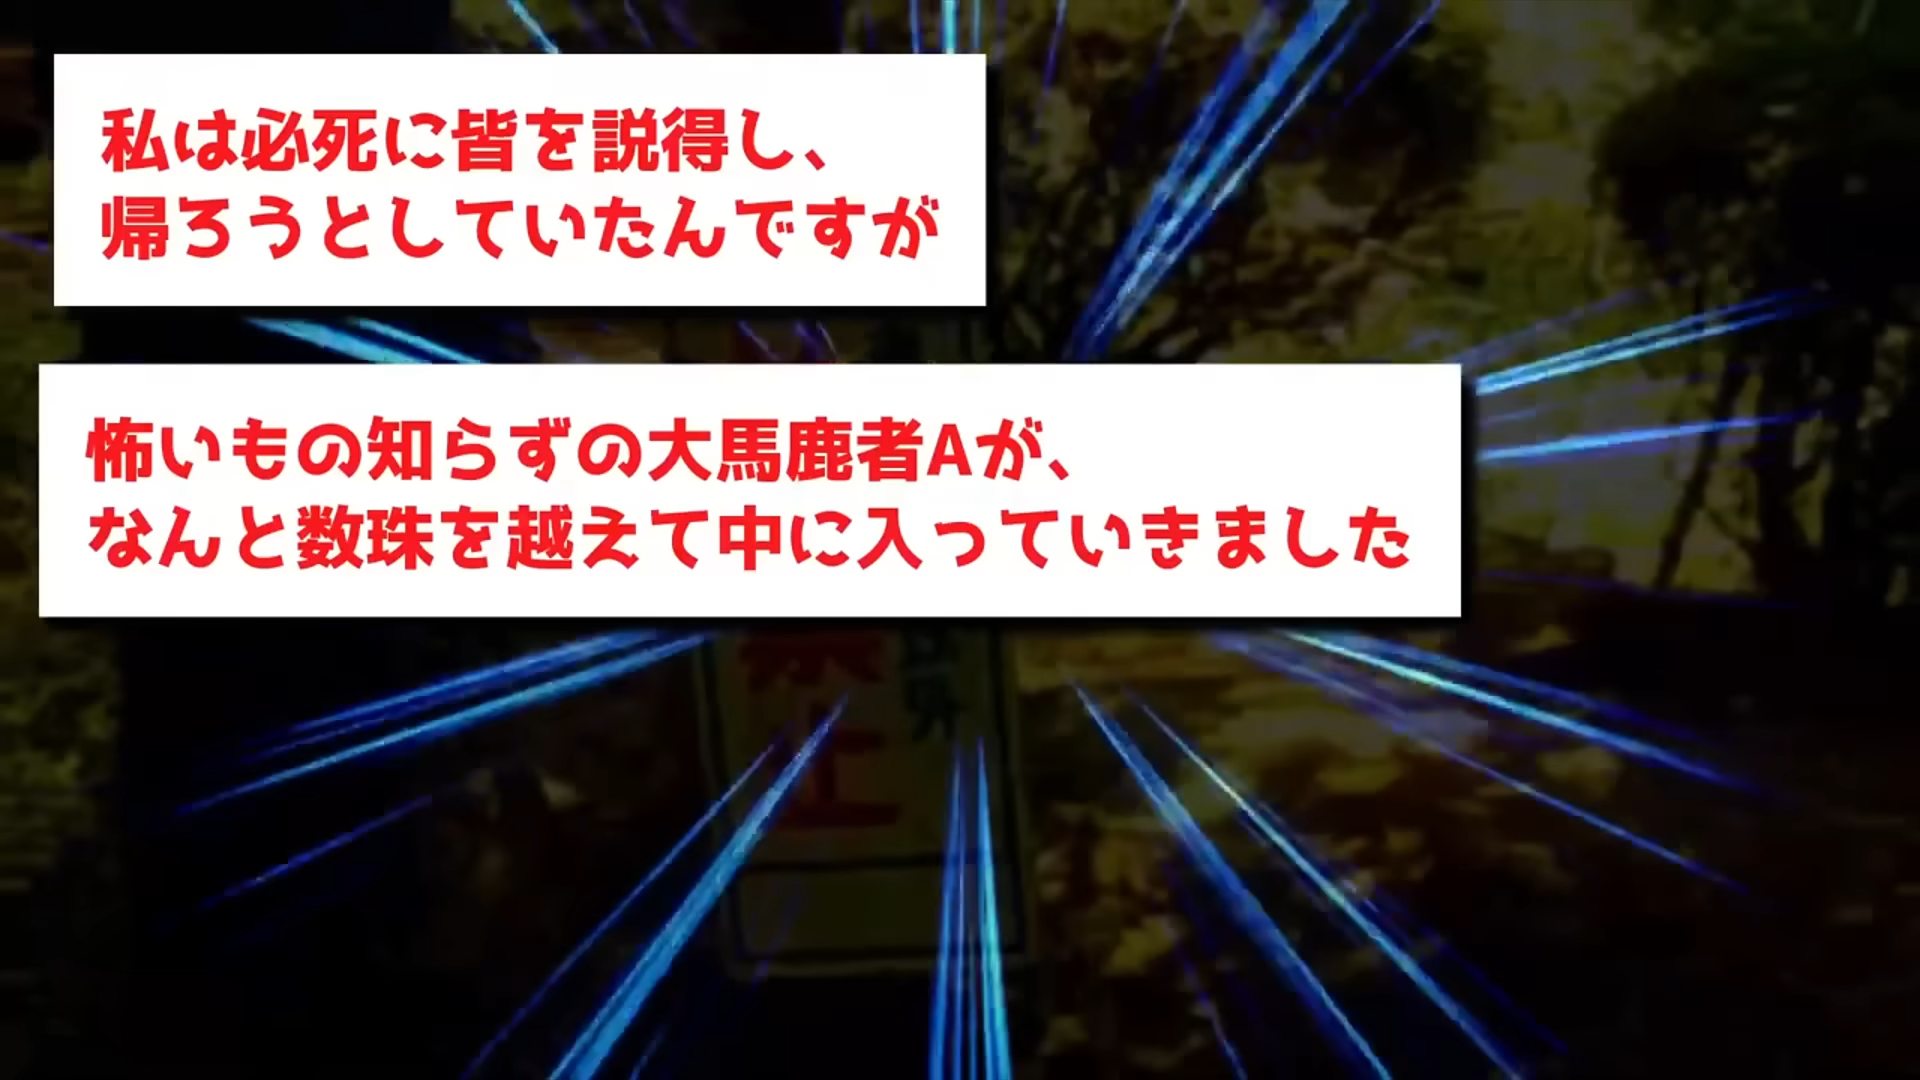 私は必死に皆を説得し、
帰ろうとしていたんですが
怖いもの知らずの大馬鹿者Aが、
なんと数珠を越えて中に入っていきました
禁止